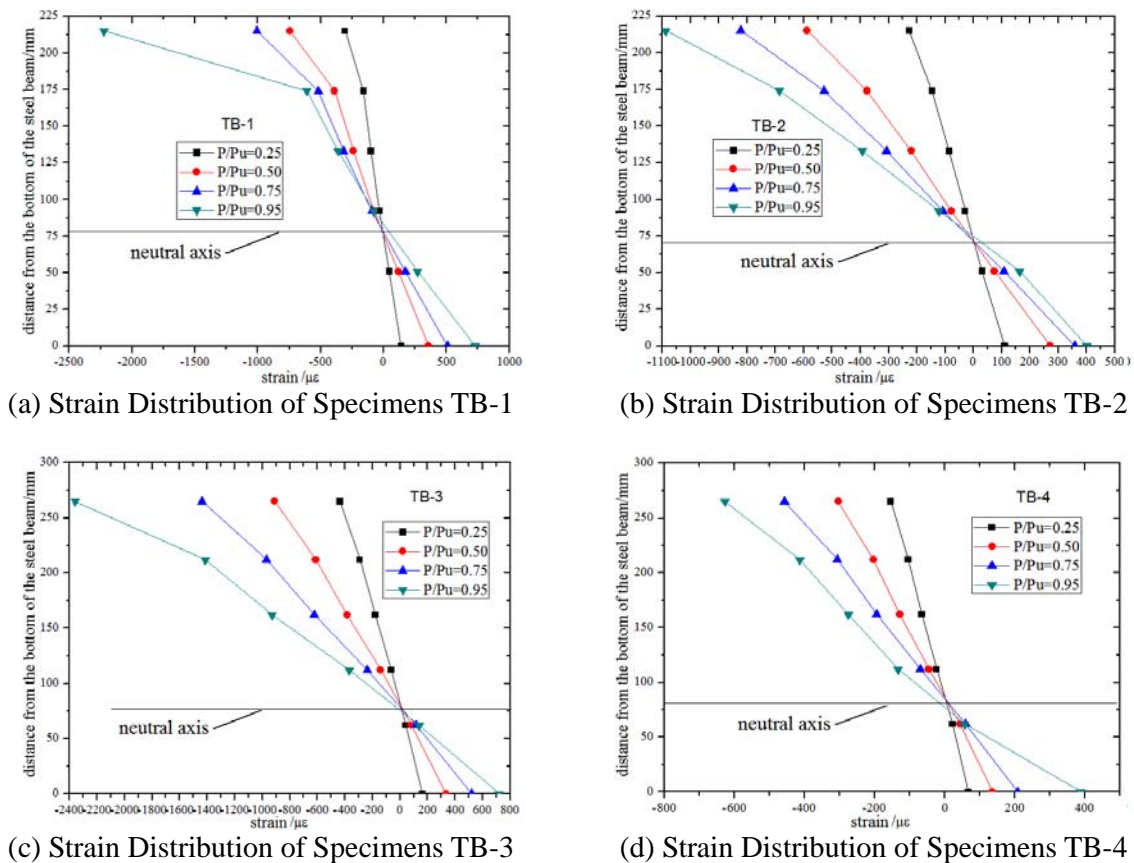 225
200
175
150
125
100
75
50
25
0
distance from the bottom of the steel beam/mm
TB-1
P/Pu=0.25
P/Pu=0.50
P/Pu=0.75
P/Pu=0.95
neutral axis
-2500 -2000 -1500 -1000 -500 0 500 1000
strain /με
(a) Strain Distribution of Specimens TB-1
225
200
175
150
125
100
75
50
25
0
distance from the bottom of the steel beam/mm
TB-2
P/Pu=0.25
P/Pu=0.50
P/Pu=0.75
P/Pu=0.95
neutral axis
-1100 -1000 -900 -800 -700 -600 -500 -400 -300 -200 -100 0 100 200 300 400 500
strain /με
(b) Strain Distribution of Specimens TB-2
300
250
200
150
100
50
0
distance from the bottom of the steel beam/mm
TB-3
P/Pu=0.25
P/Pu=0.50
P/Pu=0.75
P/Pu=0.95
neutral axis
-2400 -2200 -2000 -1800 -1600 -1400 -1200 -1000 -800 -600 -400 -200 0 200 400 600 800
strain /με
(c) Strain Distribution of Specimens TB-3
300
250
200
150
100
50
0
distance from the bottom of the steel beam/mm
TB-4
P/Pu=0.25
P/Pu=0.50
P/Pu=0.75
P/Pu=0.95
neutral axis
-800 -600 -400 -200 0 200 400
strain /με
(d) Strain Distribution of Specimens TB-4